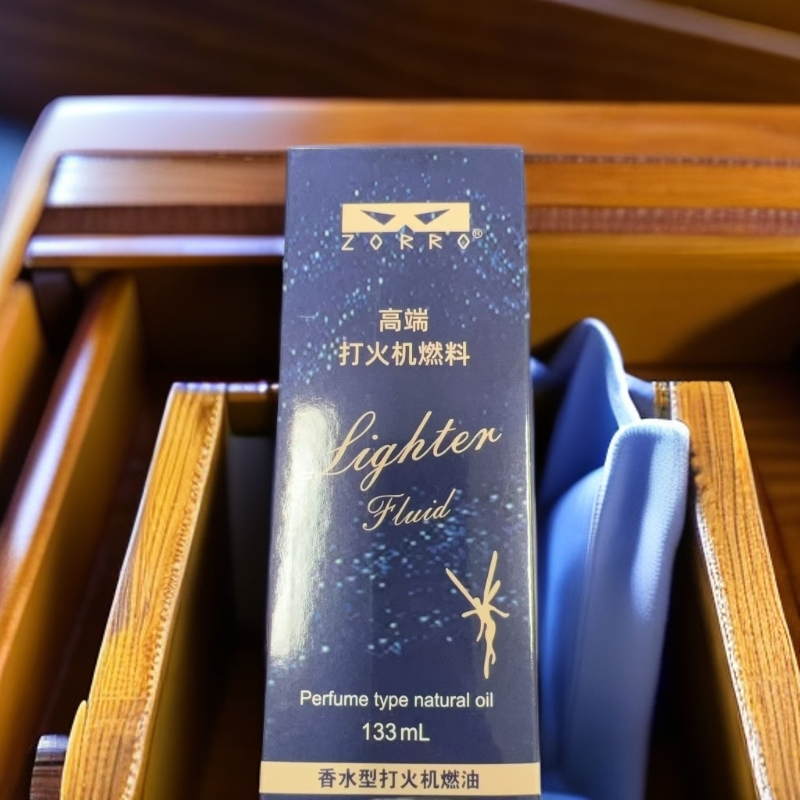 ZORRO®
高端
打火机燃料
Lighter
Fluid
Perfume type natural oil
133mL
香水型打火机燃油